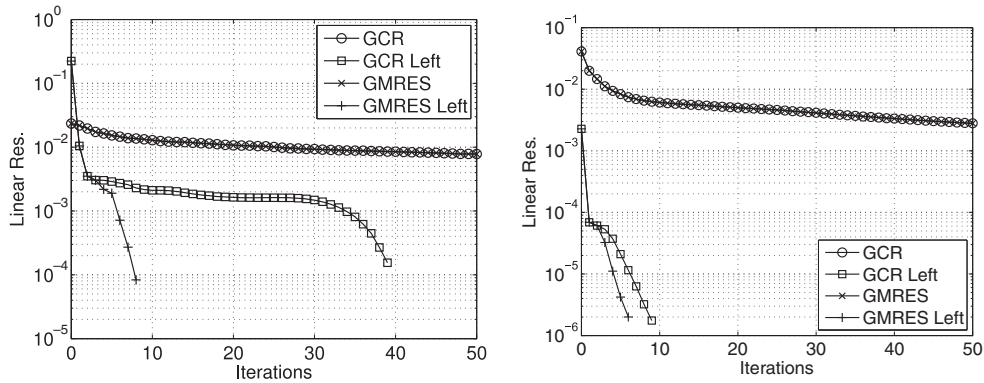 10^0
10^-1
10^-2
10^-3
10^-4
10^-5
Linear Res.
0 10 20 30 40 50
Iterations
GCR
GCR Left
GMRES
GMRES Left
10^-1
10^-2
10^-3
10^-4
10^-5
10^-6
Linear Res.
0 10 20 30 40 50
Iterations
GCR
GCR Left
GMRES
GMRES Left